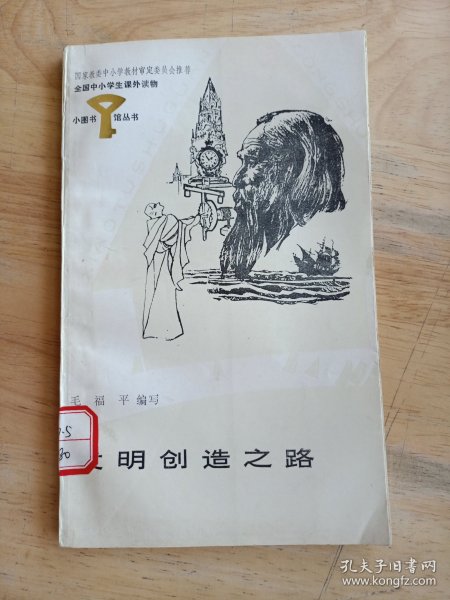 国家教委中小学教材审定委员会推荐
全国中小学生课外读物
小图书馆丛书
毛福平编写
发明创造之路
孔夫子旧书网
www.kongfz.com